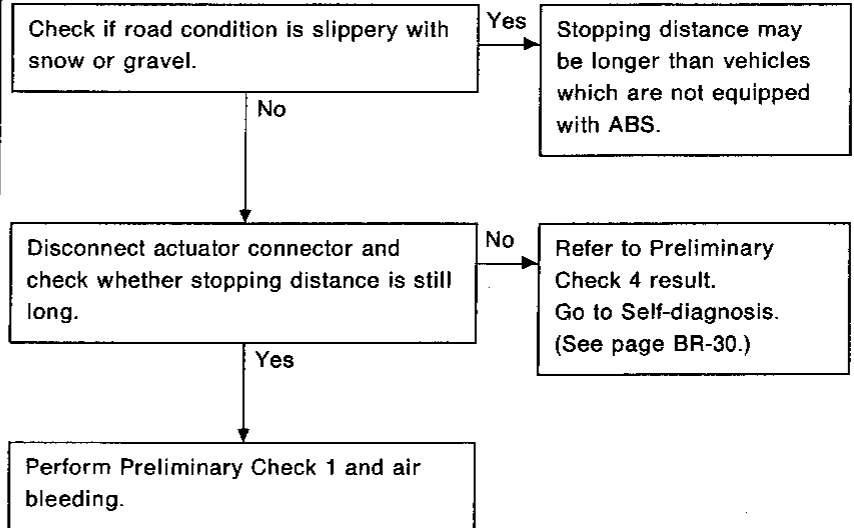 Check if road condition is slippery with
snow or gravel.
Yes
Stopping distance may
be longer than vehicles
which are not equipped
with ABS.
No
Disconnect actuator connector and
check whether stopping distance is still
long.
No
Refer to Preliminary
Check 4 result.
Go to Self-diagnosis.
(See page BR-30.)
Yes
Perform Preliminary Check 1 and air
bleeding.